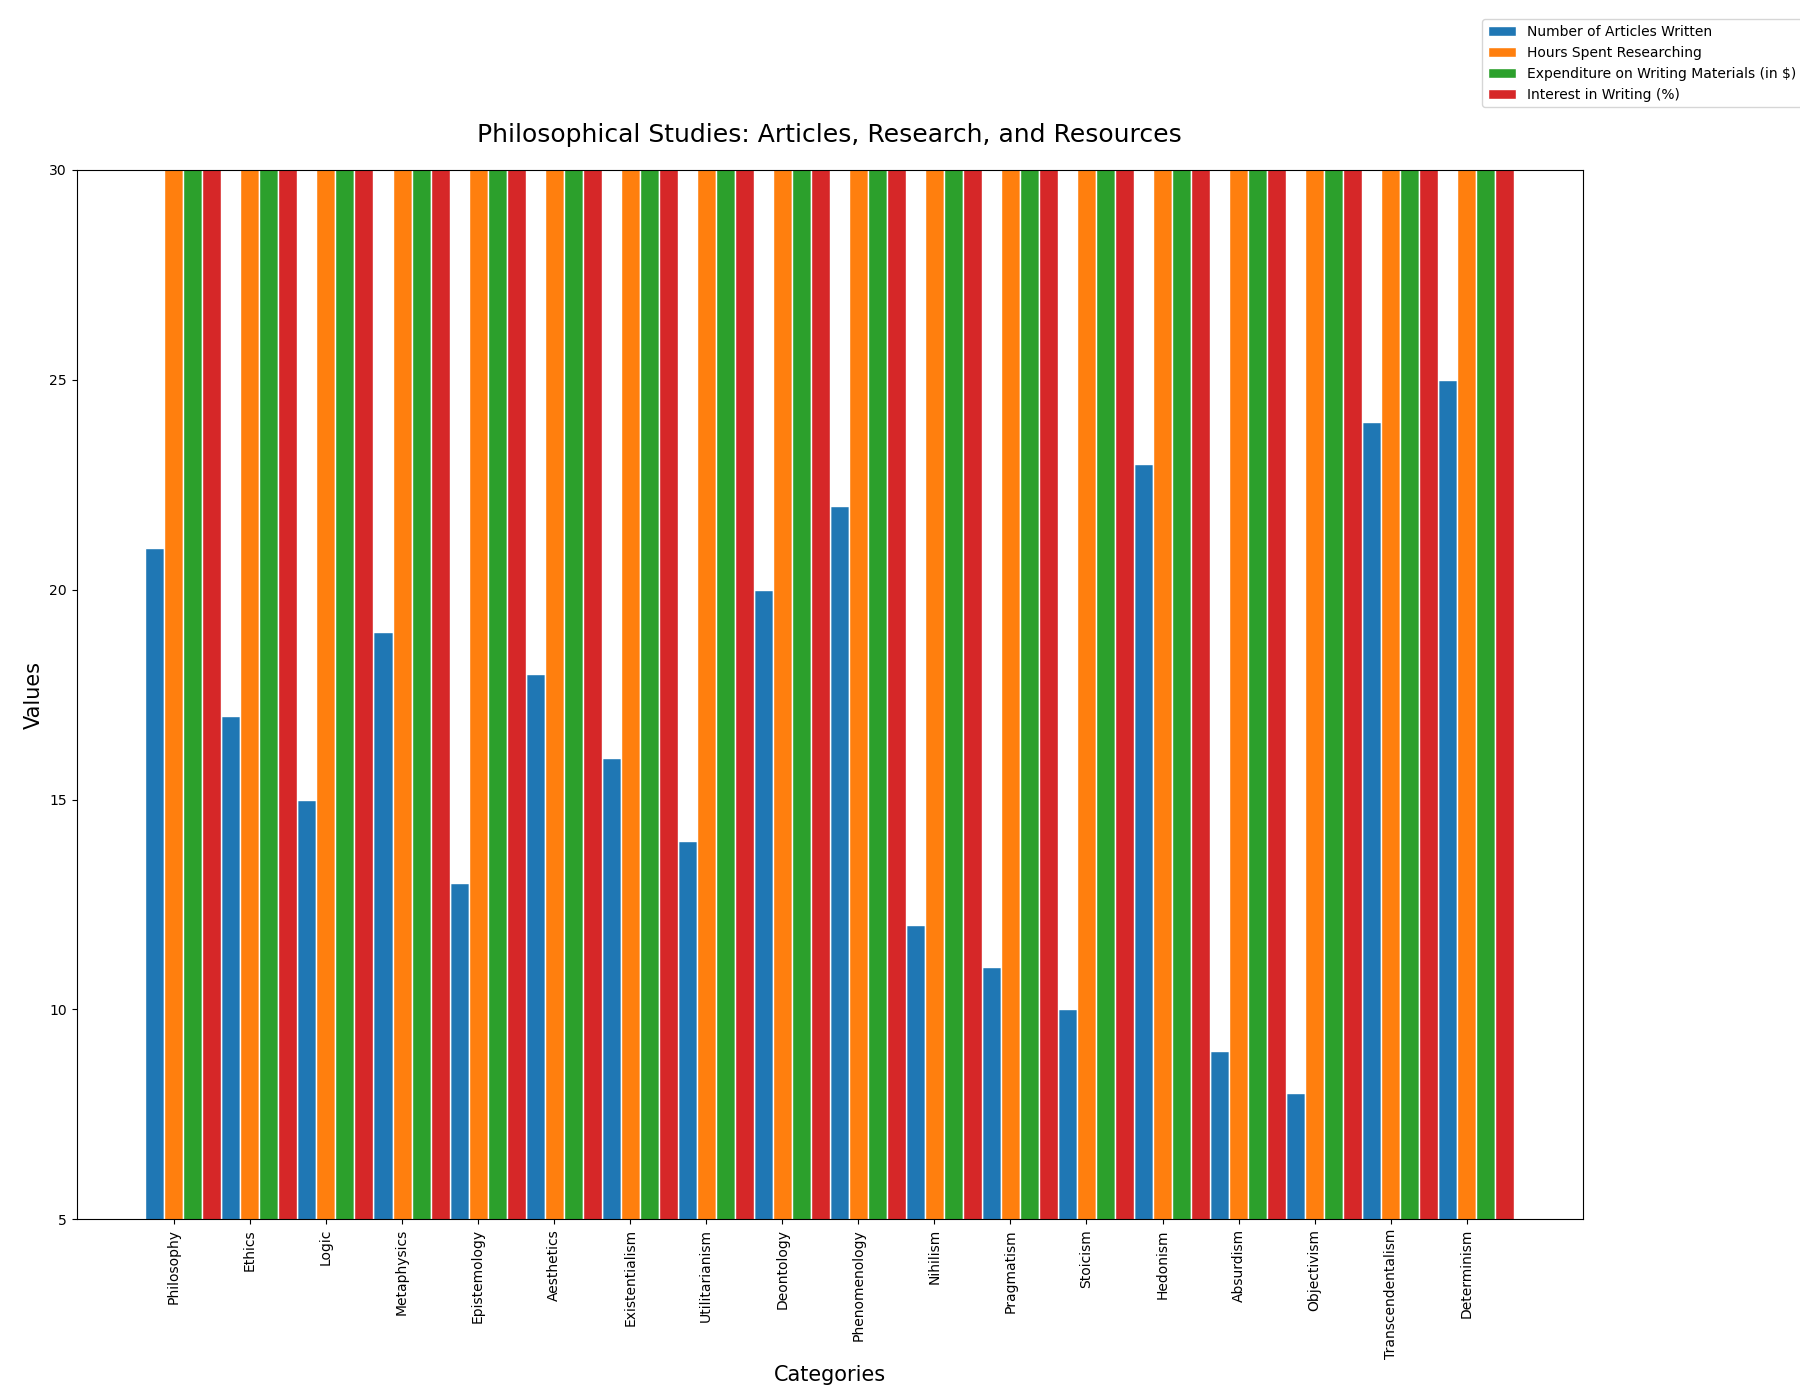 Number of Articles Written
Hours Spent Researching
Expenditure on Writing Materials (in $)
Interest in Writing (%)
Philosophical Studies: Articles, Research, and Resources
30
25
20
15
10
5
Values
Philosophy
Ethics
Logic
Metaphysics
Epistemology
Aesthetics
Existentialism
Utilitarianism
Deontology
Phenomenology
Nihilism
Pragmatism
Stoicism
Hedonism
Absurdism
Objectivism
Transcendentalism
Determinism
Categories